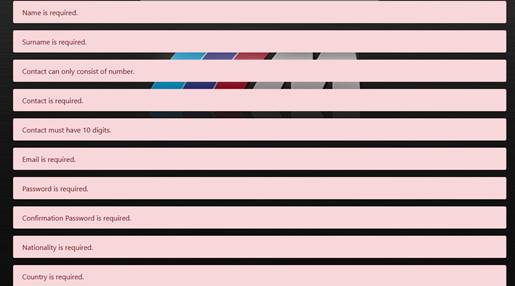 Name is required.
Surname is required.
Contact can only consist of number.
Contact is required.
Contact must have 10 digits.
Email is required.
Password is required.
Confirmation Password is required.
Nationality is required.
Country is required.